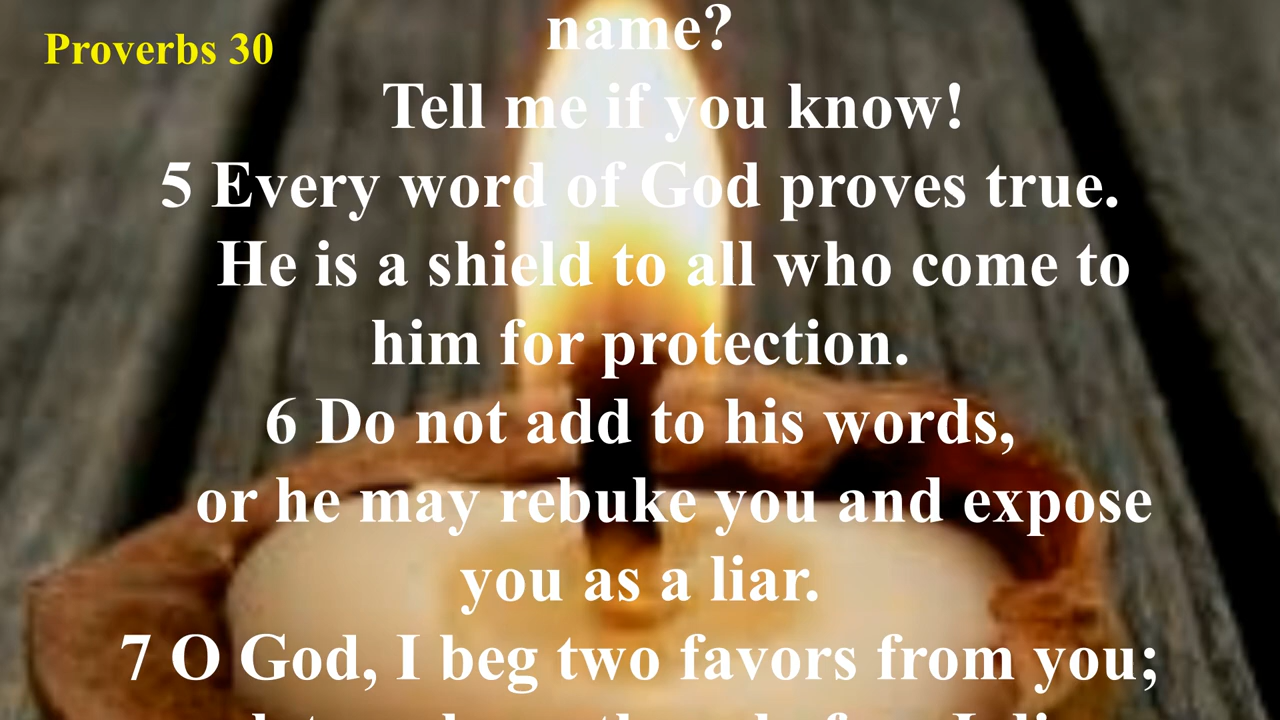 Proverbs 30
name?
Tell me if you know!
5 Every word of God proves true.
He is a shield to all who come to
him for protection.
6 Do not add to his words,
or he may rebuke you and expose
you as a liar.
7 O God, I beg two favors from you;